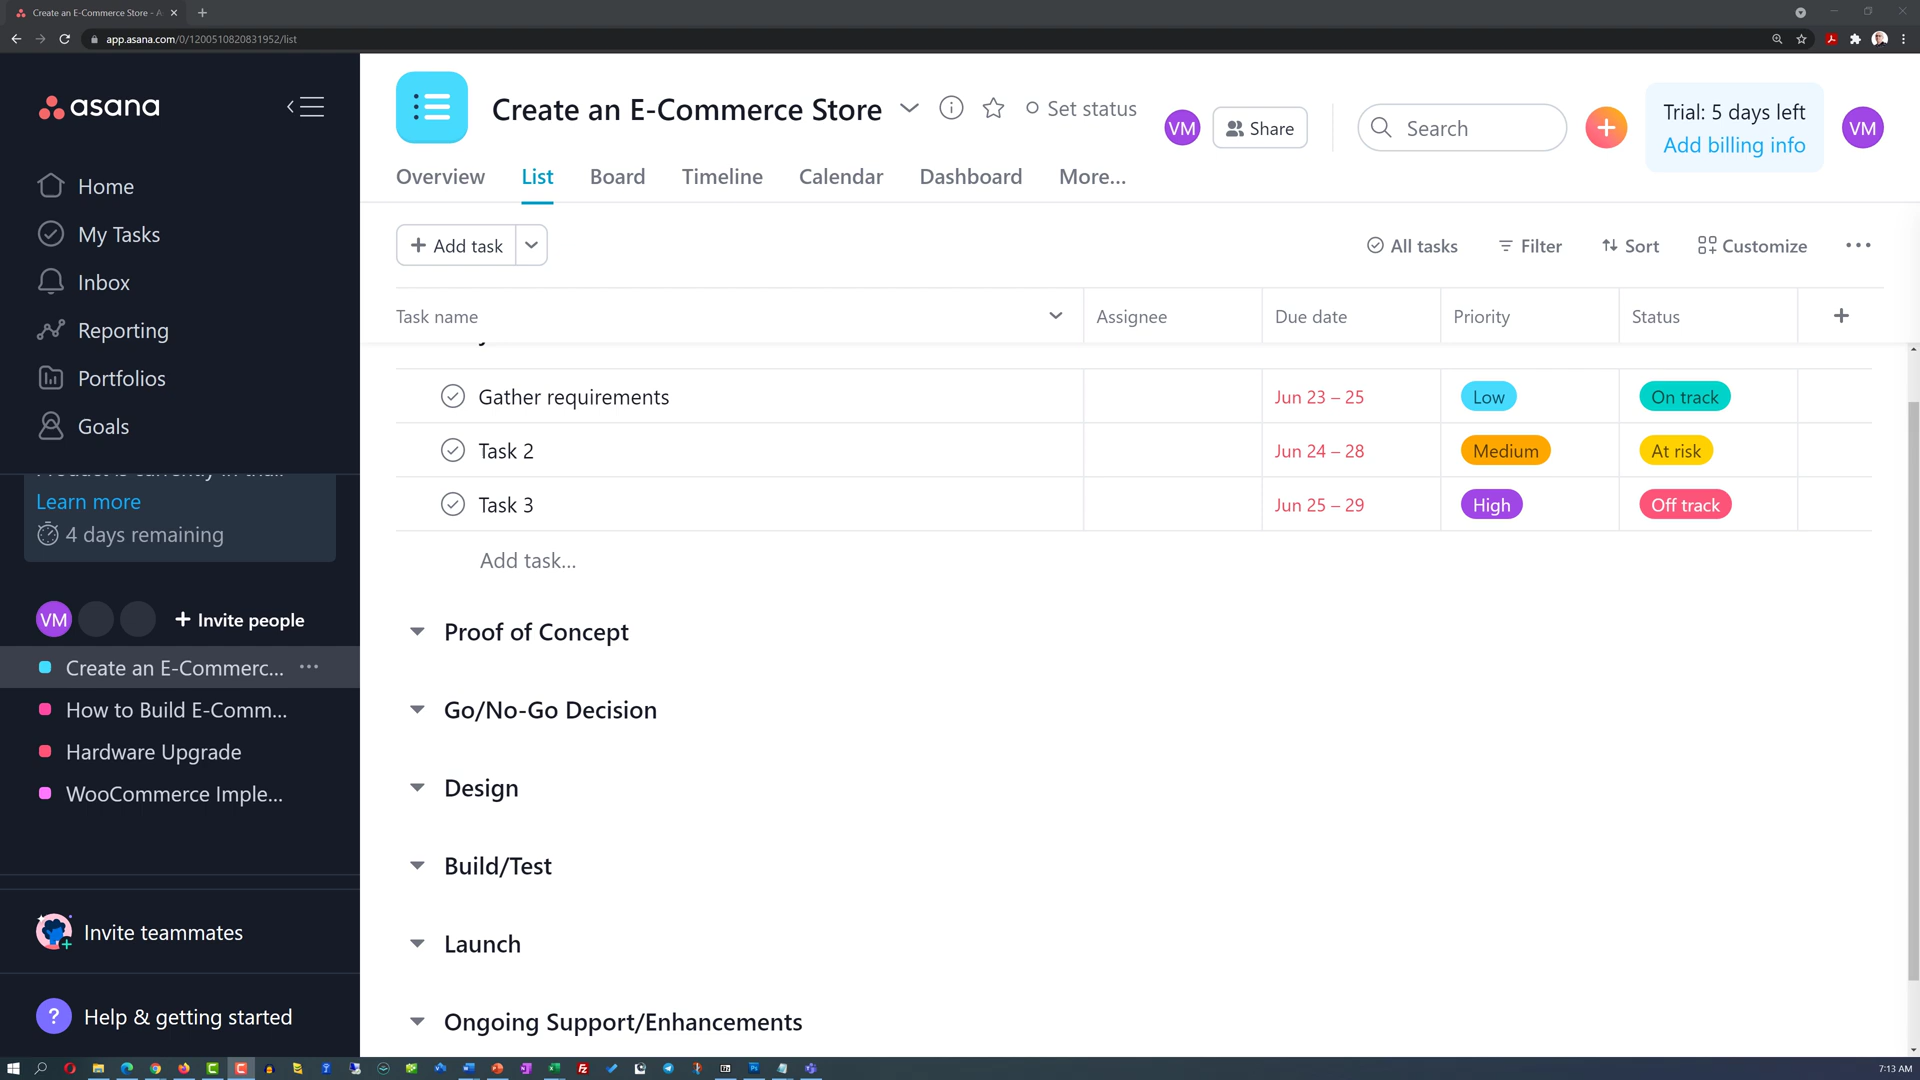 Create an E-Commerce Store - A
app.asana.com/0/1200510820831952/list
asana
Home
My Tasks
Inbox
Reporting
Portfolios
Goals
Learn more
4 days remaining
VM
+ Invite people
Create an E-Commerc...
How to Build E-Comm...
Hardware Upgrade
WooCommerce Imple...
Invite teammates
? Help & getting started
Create an E-Commerce Store
Set status
VM
Share
Search
Trial: 5 days left
Add billing info
VM
Overview List Board Timeline Calendar Dashboard More...
+ Add task
All tasks Filter Sort Customize
Task name Assignee Due date Priority Status
Gather requirements Jun 23 – 25 Low On track
Task 2 Jun 24 – 28 Medium At risk
Task 3 Jun 25 – 29 High Off track
Add task...
Proof of Concept
Go/No-Go Decision
Design
Build/Test
Launch
Ongoing Support/Enhancements
7:13 AM